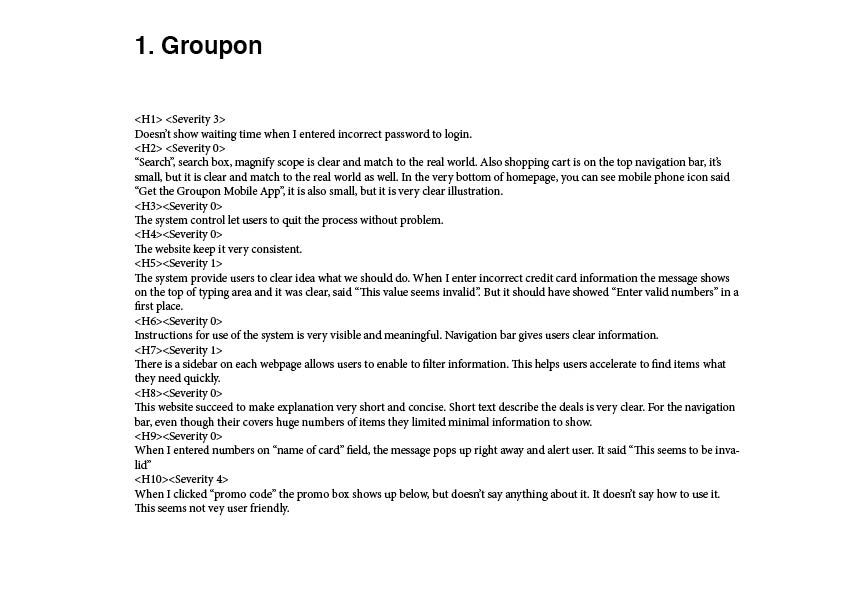 1. Groupon
<H1> <Severity 3>
Doesn't show waiting time when I entered incorrect password to login.
<H2> <Severity 0>
“Search”, search box, magnify scope is clear and match to the real world. Also shopping cart is on the top navigation bar, it's
small, but it is clear and match to the real world as well. In the very bottom of homepage, you can see mobile phone icon said
“Get the Groupon Mobile App”, it is also small, but it is very clear illustration.
<H3><Severity 0>
The system control let users to quit the process without problem.
<H4><Severity 0>
The website keep it very consistent.
<H5><Severity 1>
The system provide users to clear idea what we should do. When I enter incorrect credit card information the message shows
on the top of typing area and it was clear, said “This value seems invalid”. But it should have showed “Enter valid numbers” in a
first place.
<H6><Severity 0>
Instructions for use of the system is very visible and meaningful. Navigation bar gives users clear information.
<H7><Severity 1>
There is a sidebar on each webpage allows users to enable to filter information. This helps users accelerate to find items what
they need quickly.
<H8><Severity 0>
This website succeed to make explanation very short and concise. Short text describe the deals is very clear. For the navigation
bar, even though their covers huge numbers of items they limited minimal information to show.
<H9><Severity 0>
When I entered numbers on “name of card” field, the message pops up right away and alert user. It said “This seems to be inva-
lid”
<H10><Severity 4>
When I clicked “promo code” the promo box shows up below, but doesn't say anything about it. It doesn't say how to use it.
This seems not vey user friendly.